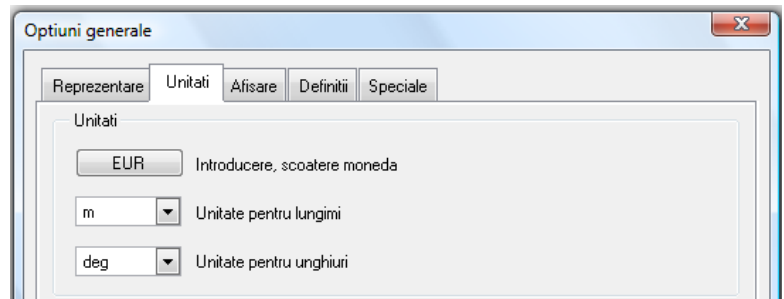 Optiuni generale
Reprezentare Unitati Afisare Definitii Speciale
Unitati
EUR Introducere, scoatere moneda
m Unitate pentru lungimi
deg Unitate pentru unghiuri